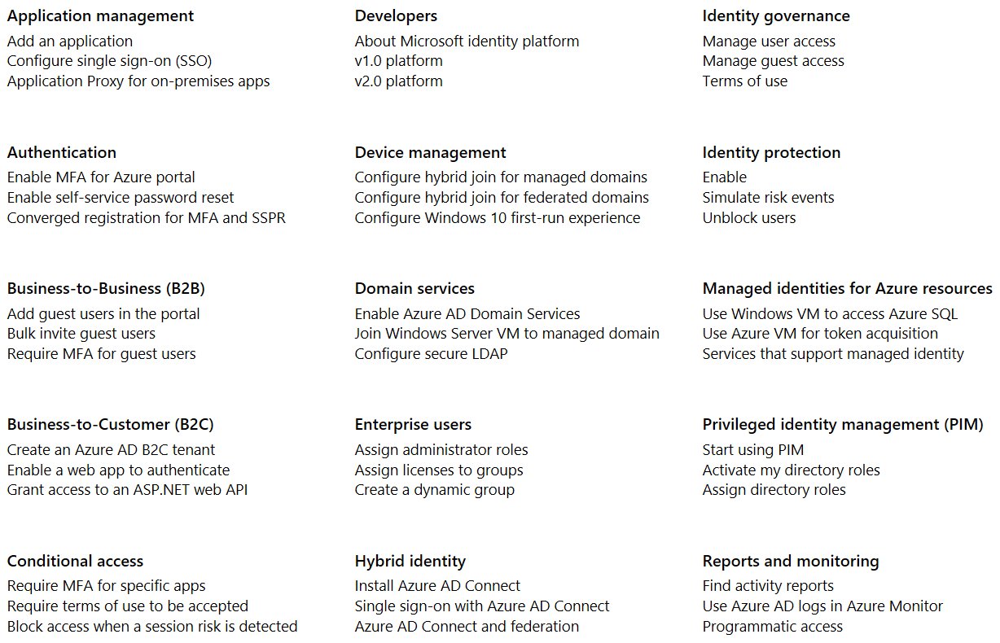 Application management
Add an application
Configure single sign-on (SSO)
Application Proxy for on-premises apps
Developers
About Microsoft identity platform
v1.0 platform
v2.0 platform
Identity governance
Manage user access
Manage guest access
Terms of use
Authentication
Enable MFA for Azure portal
Enable self-service password reset
Converged registration for MFA and SSPR
Device management
Configure hybrid join for managed domains
Configure hybrid join for federated domains
Configure Windows 10 first-run experience
Identity protection
Enable
Simulate risk events
Unblock users
Business-to-Business (B2B)
Add guest users in the portal
Bulk invite guest users
Require MFA for guest users
Domain services
Enable Azure AD Domain Services
Join Windows Server VM to managed domain
Configure secure LDAP
Managed identities for Azure resources
Use Windows VM to access Azure SQL
Use Azure VM for token acquisition
Services that support managed identity
Business-to-Customer (B2C)
Create an Azure AD B2C tenant
Enable a web app to authenticate
Grant access to an ASP.NET web API
Enterprise users
Assign administrator roles
Assign licenses to groups
Create a dynamic group
Privileged identity management (PIM)
Start using PIM
Activate my directory roles
Assign directory roles
Conditional access
Require MFA for specific apps
Require terms of use to be accepted
Block access when a session risk is detected
Hybrid identity
Install Azure AD Connect
Single sign-on with Azure AD Connect
Azure AD Connect and federation
Reports and monitoring
Find activity reports
Use Azure AD logs in Azure Monitor
Programmatic access